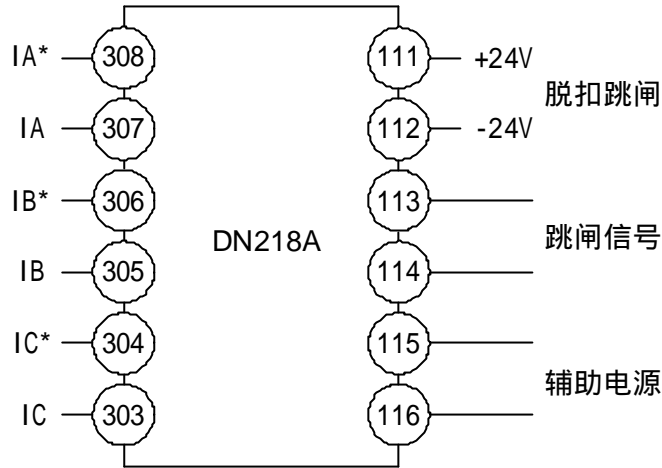 IA* 308 111 +24V
脱扣跳闸
IA 307 112 -24V
IB* 306 113
DN218A 跳闸信号
IB 305 114
IC* 304 115
辅助电源
IC 303 116